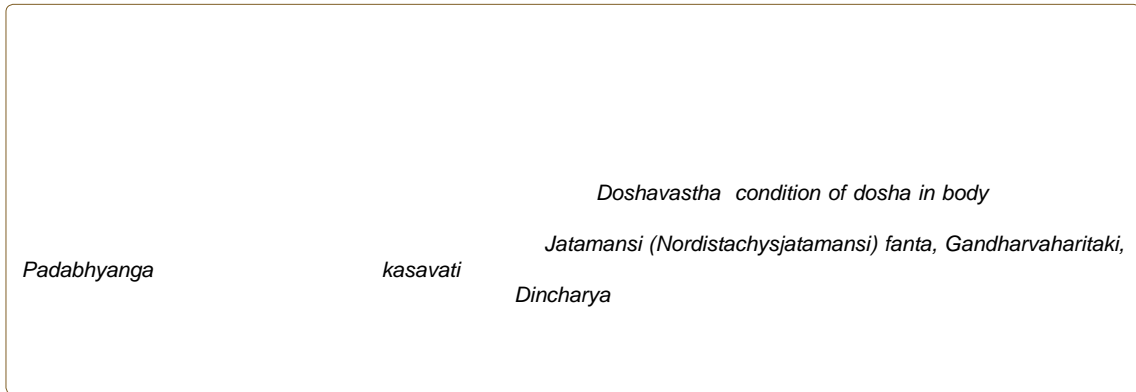 Doshavastha condition of dosha in body
Jatamansi (Nordistachysjatamansi) fanta, Gandharvaharitaki,
Padabhyanga kasavati
Dincharya